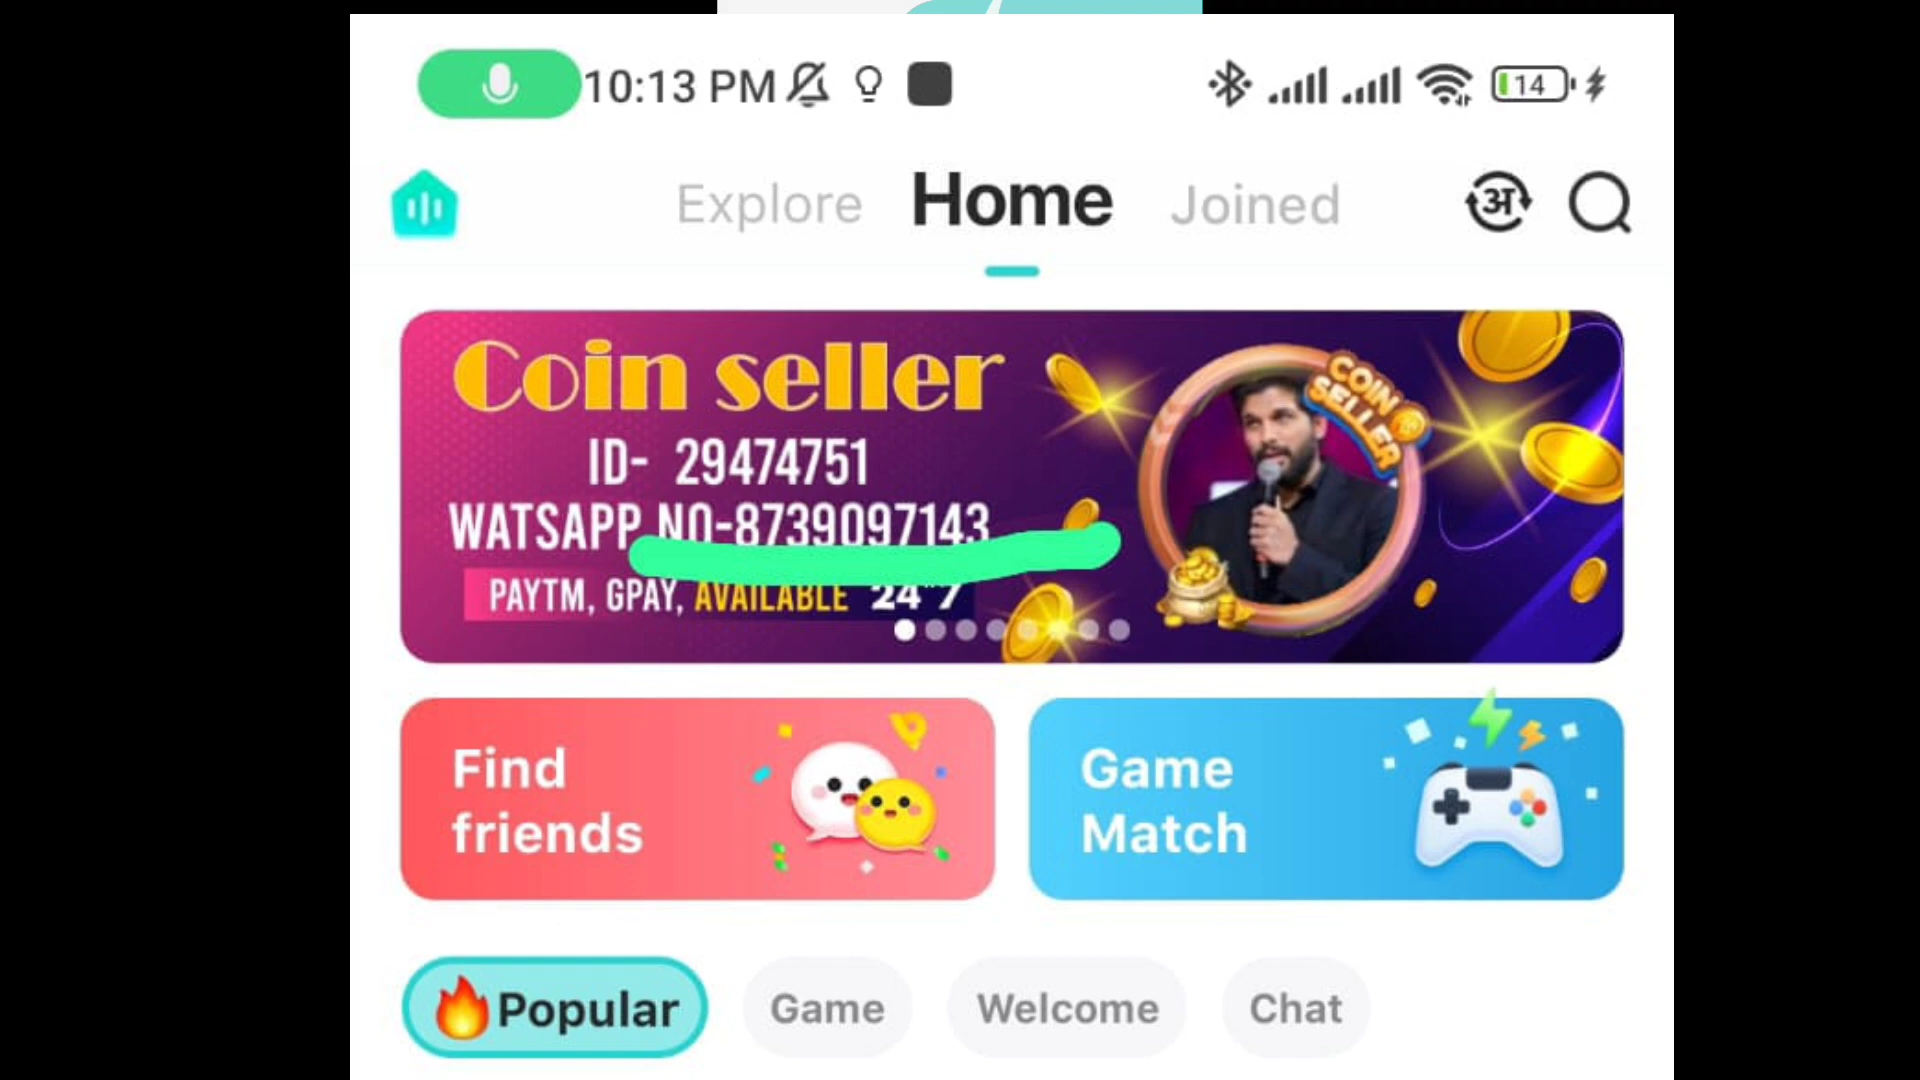 10:13 PM 14
Explore Home Joined अ
Coin seller
COIN SELLER
ID- 29474751
WATSAPP NO-8739097143
PAYTM, GPAY, AVAILABLE 24*7
Find friends
Game Match
Popular Game Welcome Chat